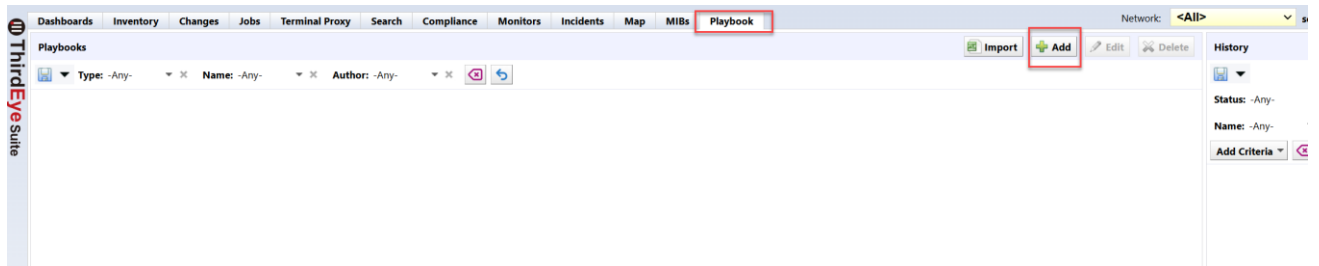 Dashboards Inventory Changes Jobs Terminal Proxy Search Compliance Monitors Incidents Map MIBs Playbook Network: <All>
Playbooks Import Add Edit Delete History
Type: -Any- Name: -Any- Author: -Any-
Status: -Any-
Name: -Any-
Add Criteria
ThirdEye Suite